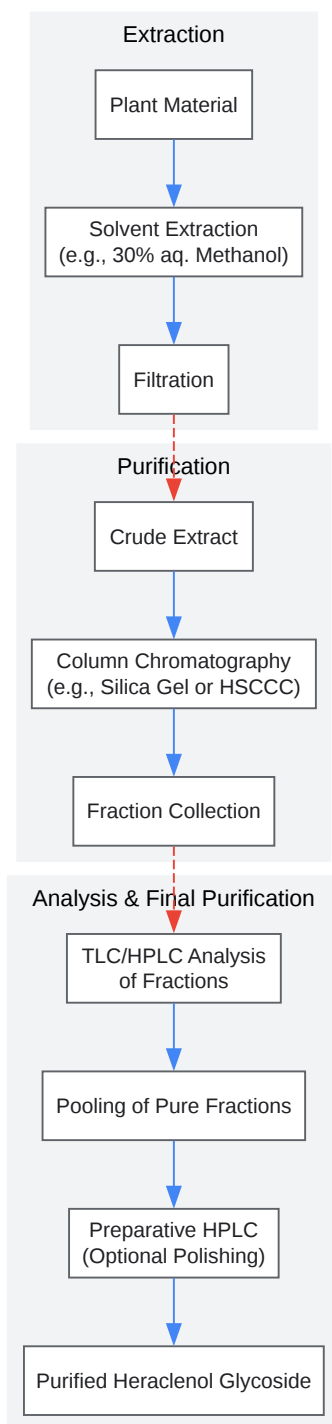 Extraction
Plant Material
Solvent Extraction
(e.g., 30% aq. Methanol)
Filtration
Purification
Crude Extract
Column Chromatography
(e.g., Silica Gel or HSCCC)
Fraction Collection
Analysis & Final Purification
TLC/HPLC Analysis
of Fractions
Pooling of Pure Fractions
Preparative HPLC
(Optional Polishing)
Purified Heraclenol Glycoside